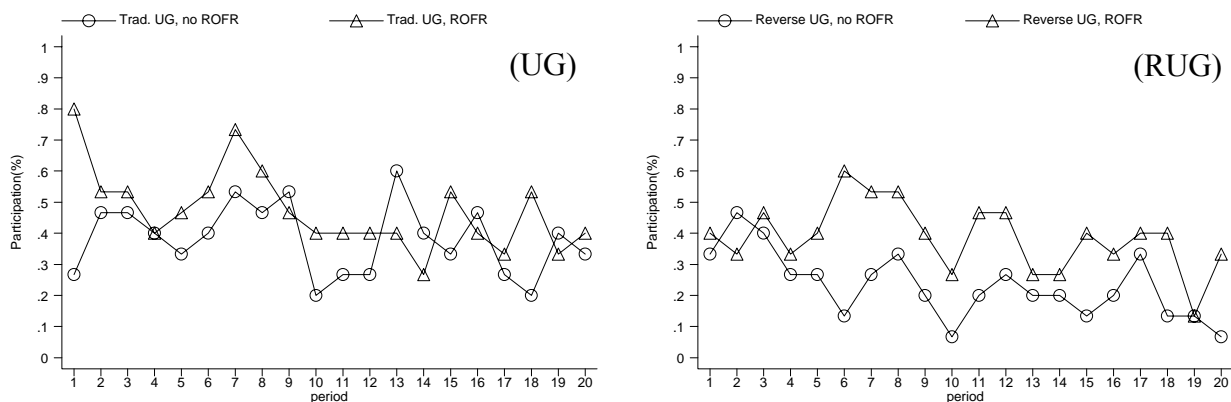 Trad. UG, no ROFR
Trad. UG, ROFR
(UG)
Participation(%)
1
.9
.8
.7
.6
.5
.4
.3
.2
.1
0
1 2 3 4 5 6 7 8 9 10 11 12 13 14 15 16 17 18 19 20
period
Reverse UG, no ROFR
Reverse UG, ROFR
(RUG)
Participation(%)
1
.9
.8
.7
.6
.5
.4
.3
.2
.1
0
1 2 3 4 5 6 7 8 9 10 11 12 13 14 15 16 17 18 19 20
period